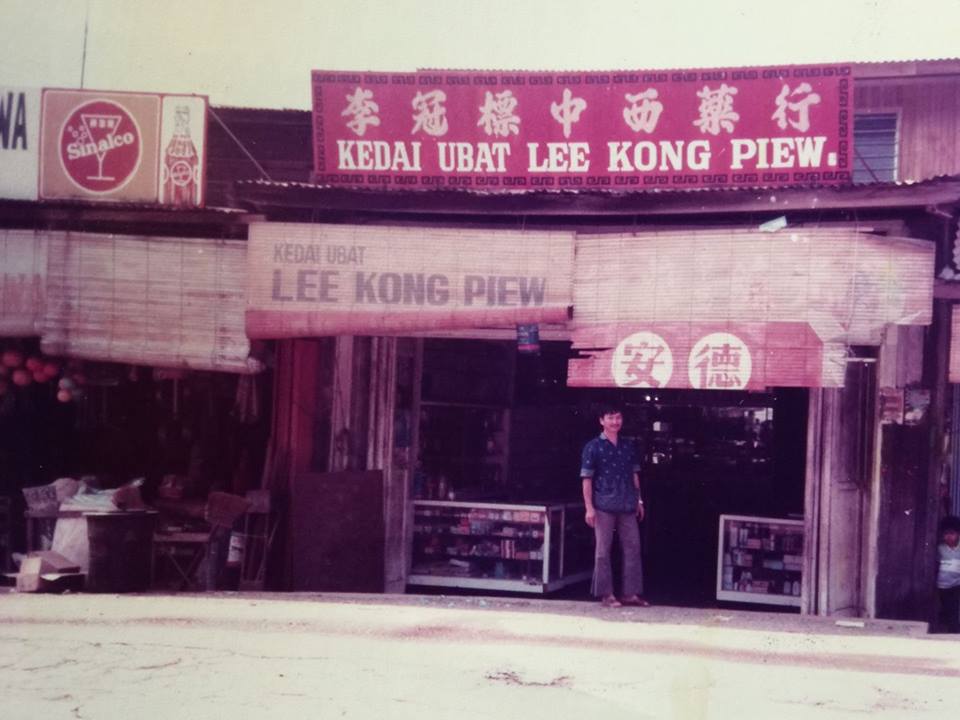 WA
Sinalco
李冠標中西藥行
KEDAI UBAT LEE KONG PIEW.
KEDAI UBAT
LEE KONG PIEW
安德